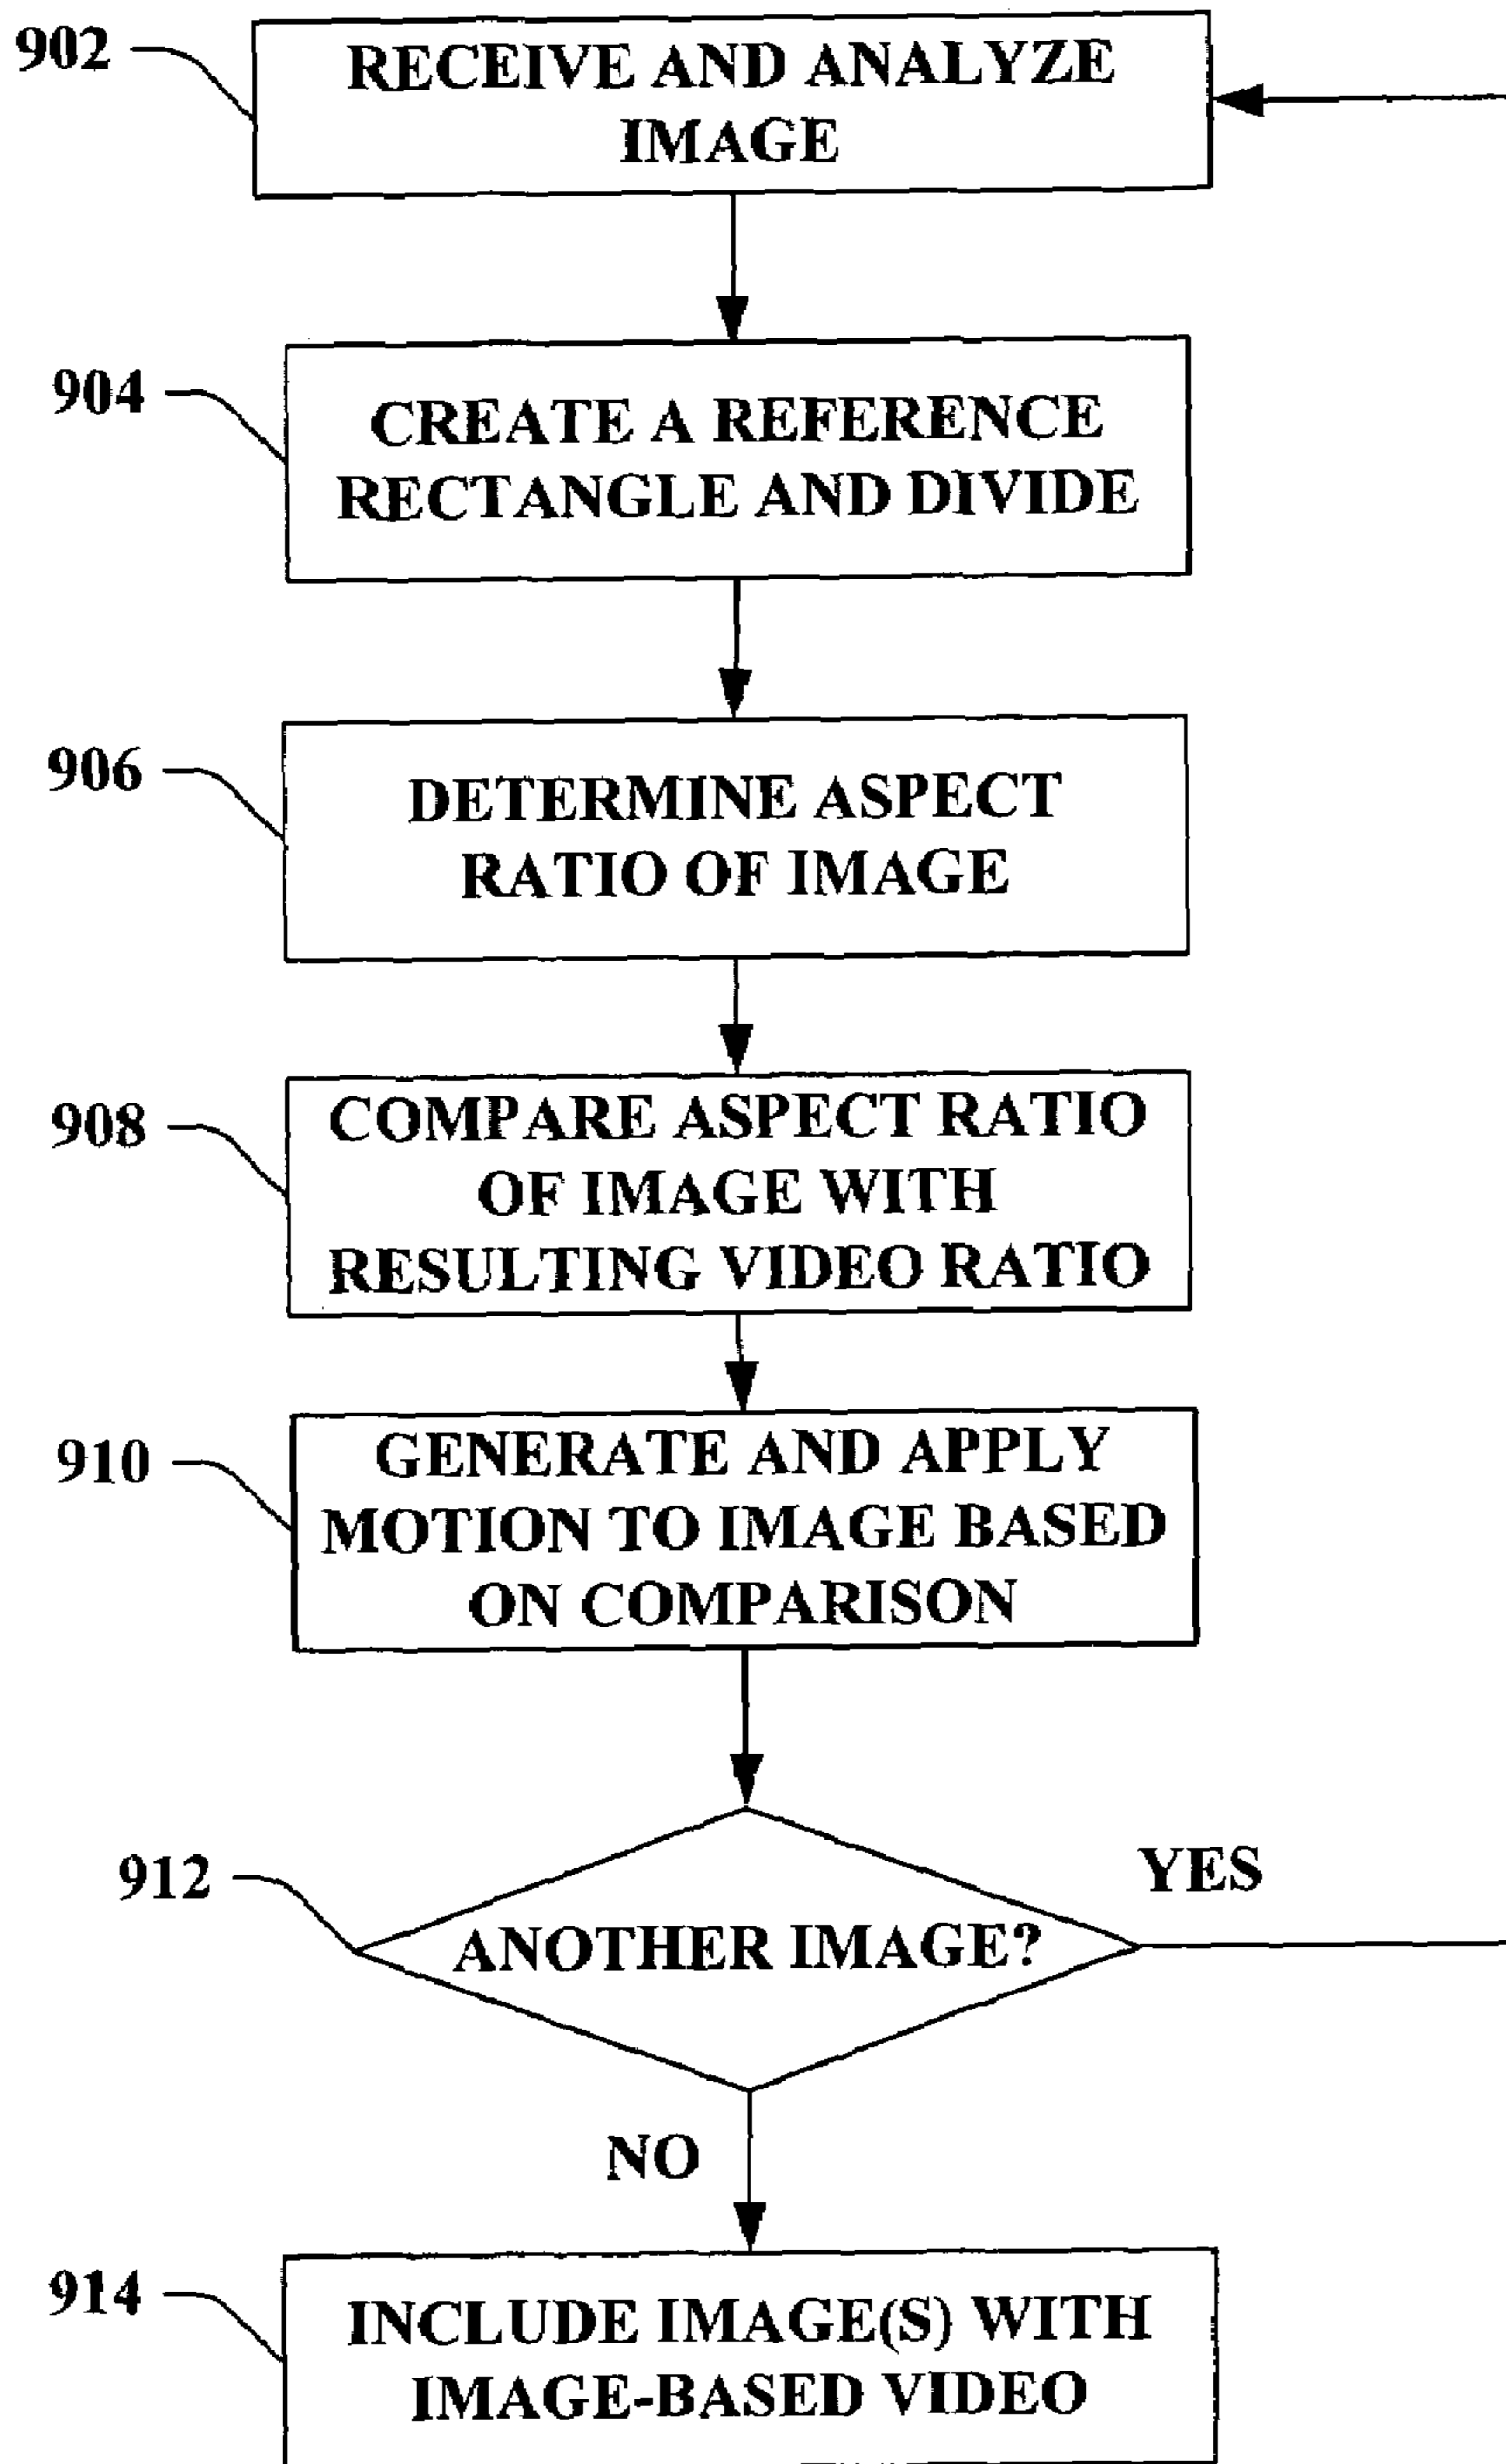 902
RECEIVE AND ANALYZE
IMAGE
904
CREATE A REFERENCE
RECTANGLE AND DIVIDE
906
DETERMINE ASPECT
RATIO OF IMAGE
908
COMPARE ASPECT RATIO
OF IMAGE WITH
RESULTING VIDEO RATIO
910
GENERATE AND APPLY
MOTION TO IMAGE BASED
ON COMPARISON
912
ANOTHER IMAGE?
YES
NO
914
INCLUDE IMAGE(S) WITH
IMAGE-BASED VIDEO